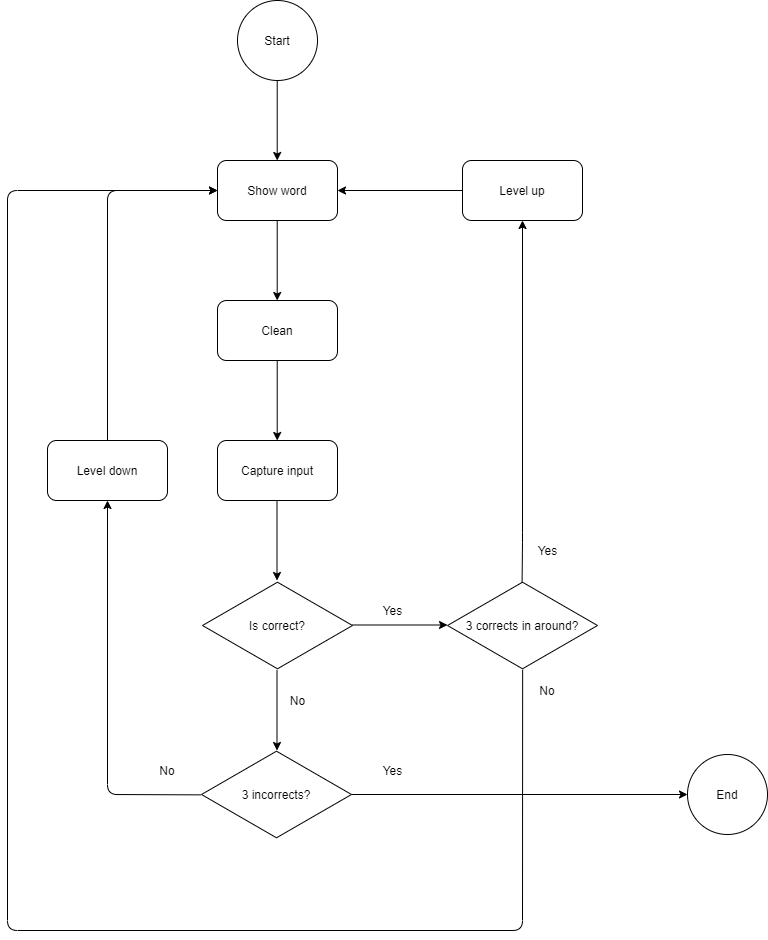 Start
Show word
Level up
Clean
Level down
Capture input
Yes
Is correct?
Yes
3 corrects in around?
No
No
No
Yes
3 incorrects?
End